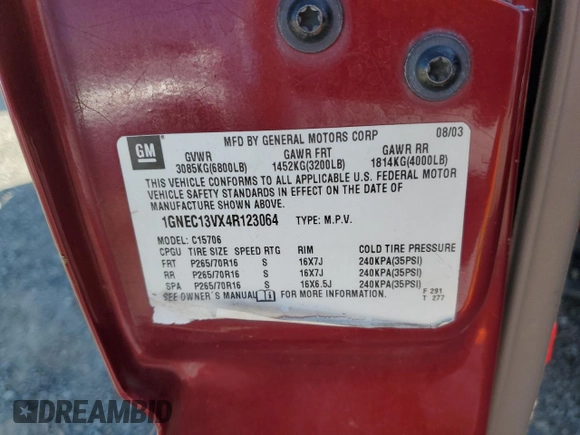 GM
MFD BY GENERAL MOTORS CORP 08/03
GVWR GAWR FRT GAWR RR
3085KG(6800LB) 1452KG(3200LB) 1814KG(4000LB)
THIS VEHICLE CONFORMS TO ALL APPLICABLE U.S. FEDERAL MOTOR
VEHICLE SAFETY STANDARDS IN EFFECT ON THE DATE OF
MANUFACTURE SHOWN ABOVE.
1GNEC13VX4R123064 TYPE: M.P.V.
MODEL: C15706
CPGU TIRE SIZE SPEED RTG RIM COLD TIRE PRESSURE
FRT P265/70R16 S 16X7J 240KPA(35PSI)
RR P265/70R16 S 16X7J 240KPA(35PSI)
SPA P265/70R16 S 16X6.5J 240KPA(35PSI)
SEE OWNER'S MANUAL FOR MORE INFORMATION.
F 291
T 277
DREAMBID